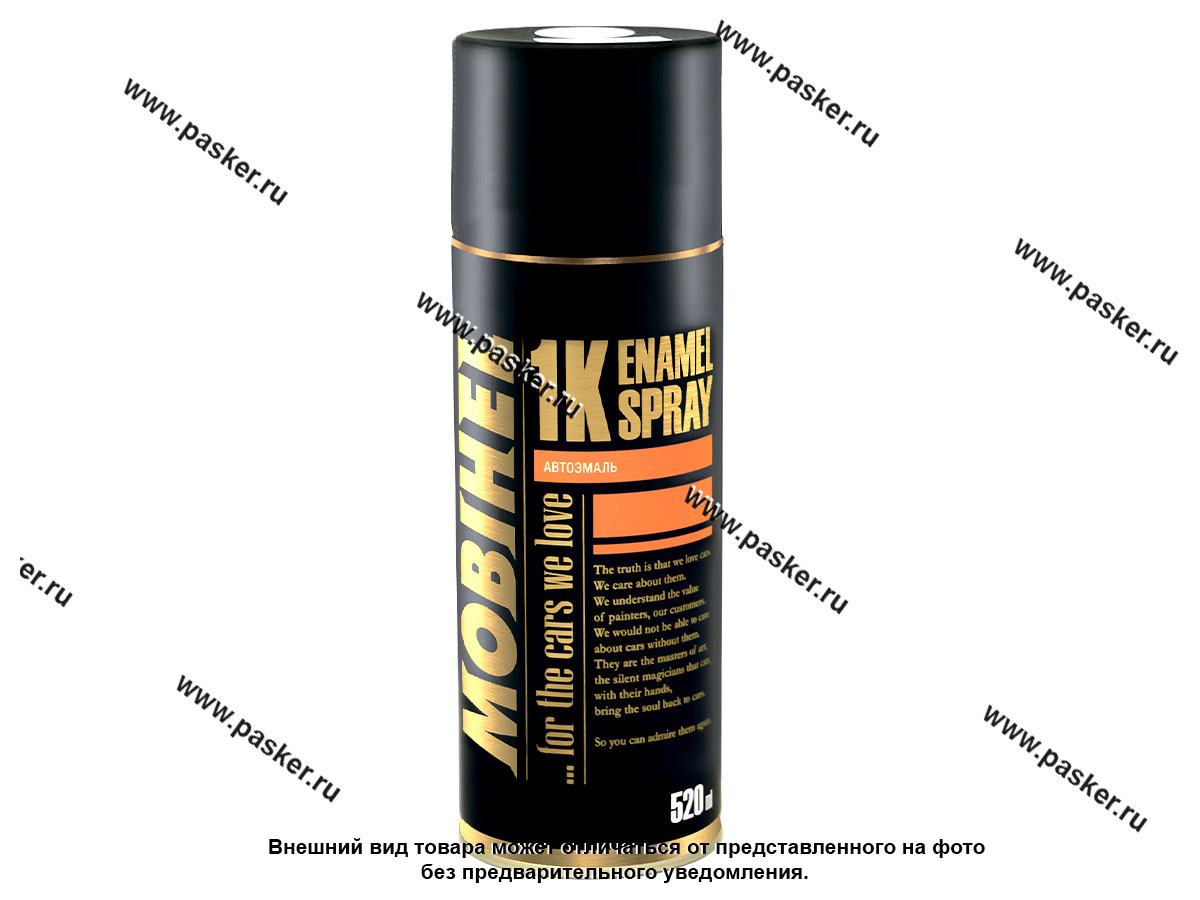 www.pasker.ru
www.pasker.ru
www.pasker.ru
www.pasker.ru
MOBIHEL
1K ENAMEL
SPRAY
АВТОЭМАЛЬ
... for the cars we love
www.pasker.ru
er.ru
The truth is that we love cars.
We care about them.
We understand the value
of painters, our customers.
We would not be able to care
about cars without them.
They are the masters of art,
the silent magicians that can,
with their hands,
bring the soul back to cars.
So you can admire them again.
www.pasker.ru
www.pasker.ru
520 ml
Внешний вид товара может отличаться от представленного на фото
без предварительного уведомления.